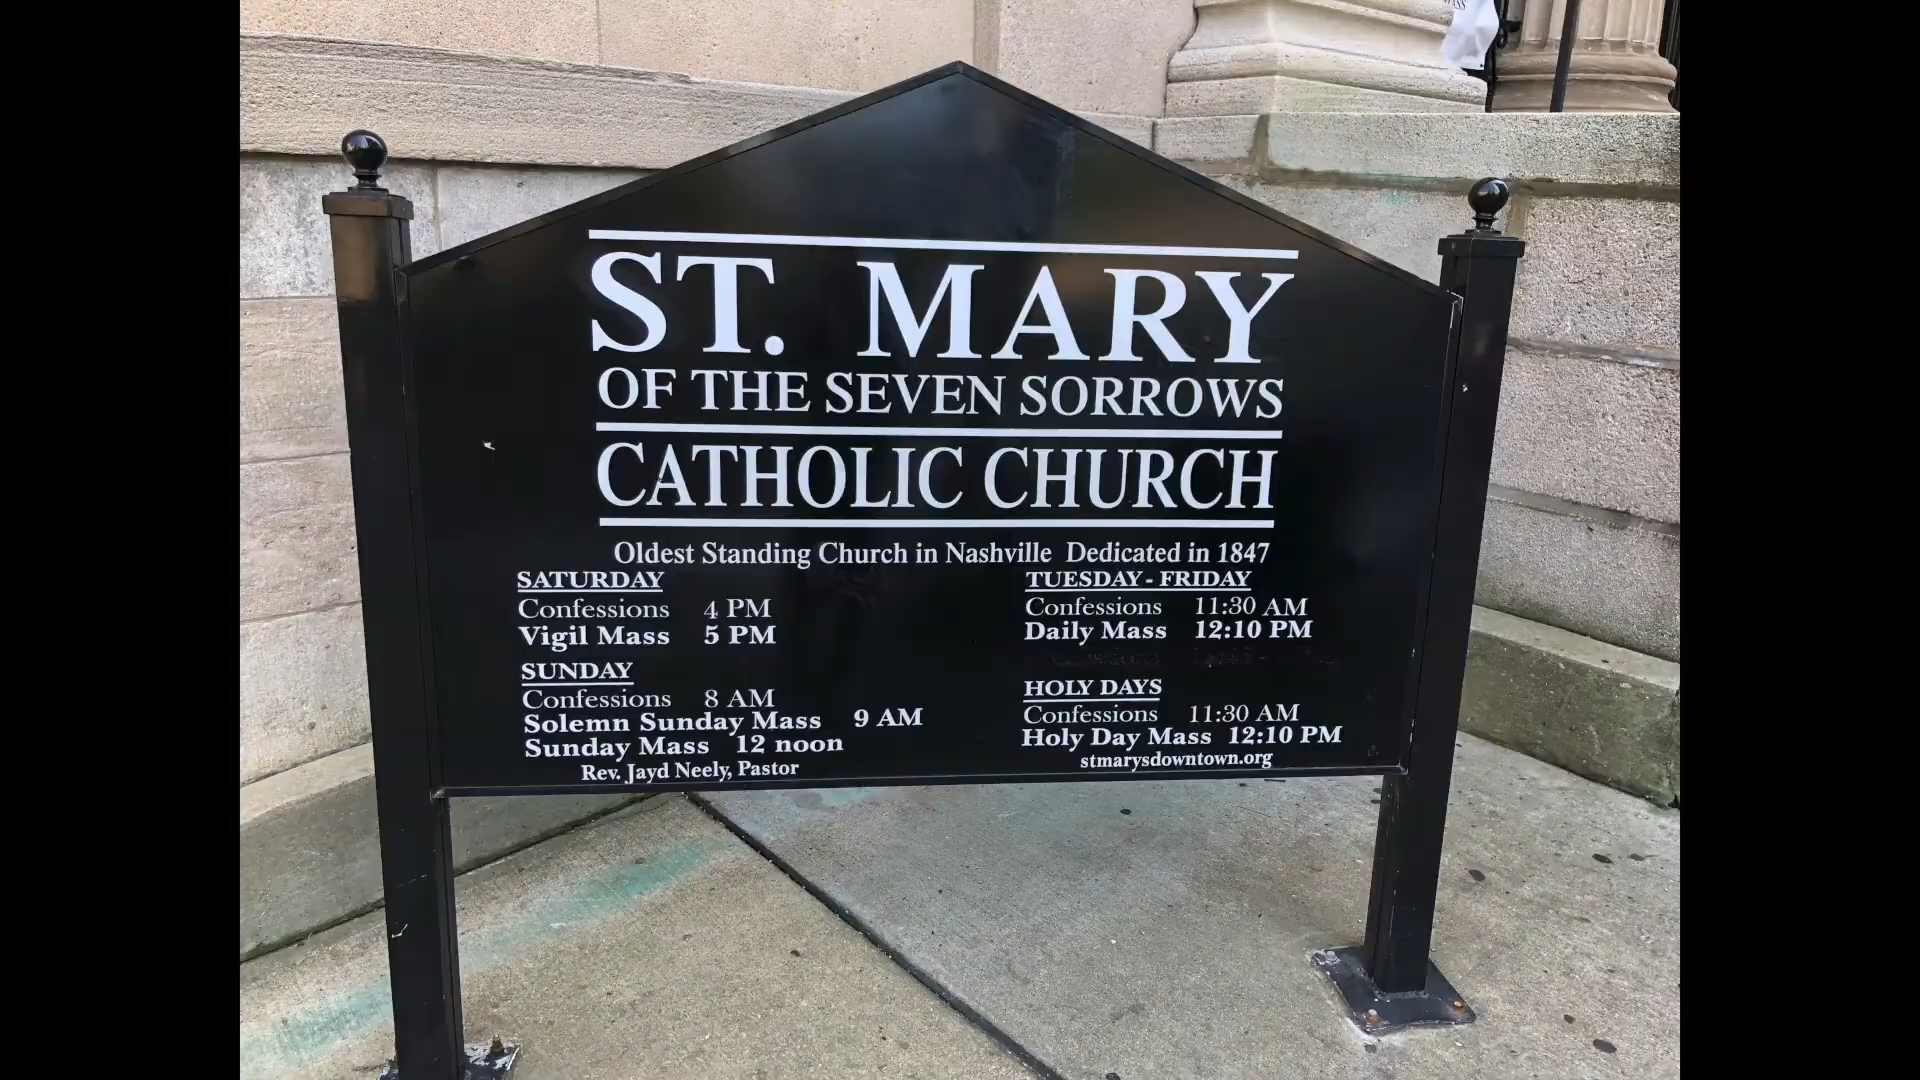 ST. MARY
OF THE SEVEN SORROWS
CATHOLIC CHURCH
Oldest Standing Church in Nashville Dedicated in 1847
SATURDAY
Confessions 4 PM
Vigil Mass 5 PM
SUNDAY
Confessions 8 AM
Solemn Sunday Mass 9 AM
Sunday Mass 12 noon
Rev. Jayd Neely, Pastor
TUESDAY - FRIDAY
Confessions 11:30 AM
Daily Mass 12:10 PM
HOLY DAYS
Confessions 11:30 AM
Holy Day Mass 12:10 PM
stmarysdowntown.org